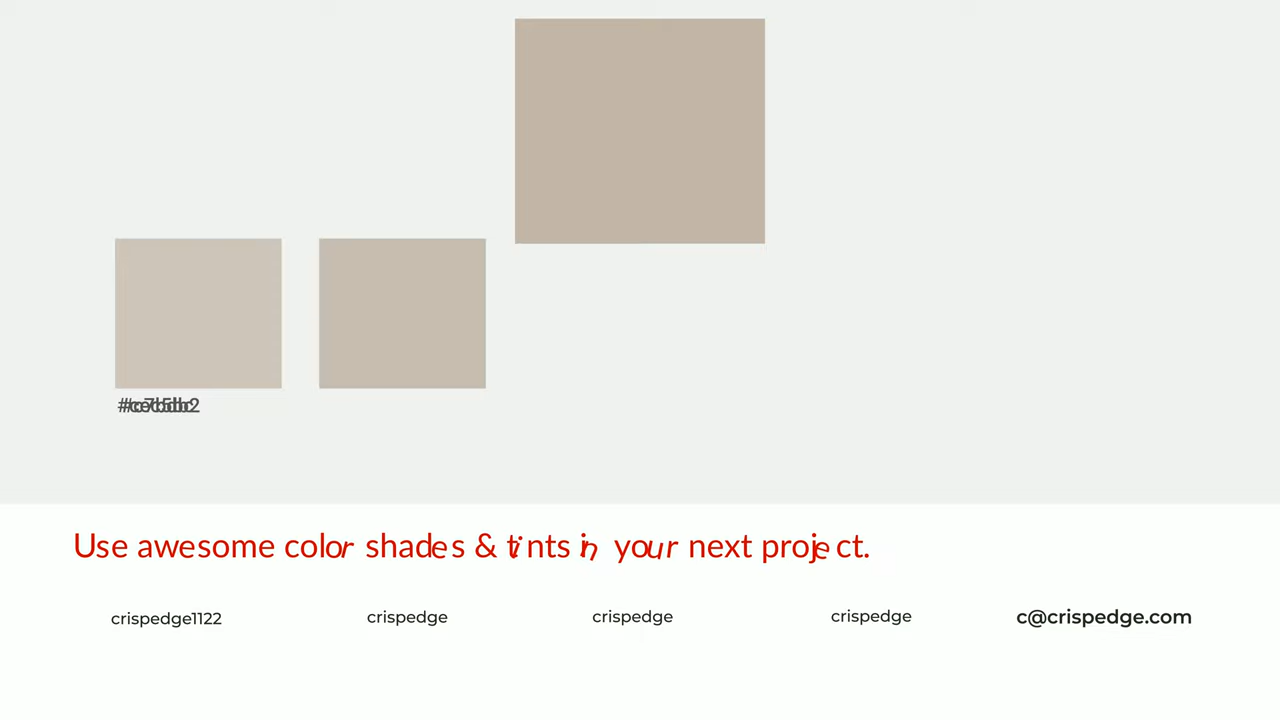 Use awesome color shades & tints in your next project.
crispedge1122 crispedge crispedge crispedge c@crispedge.com